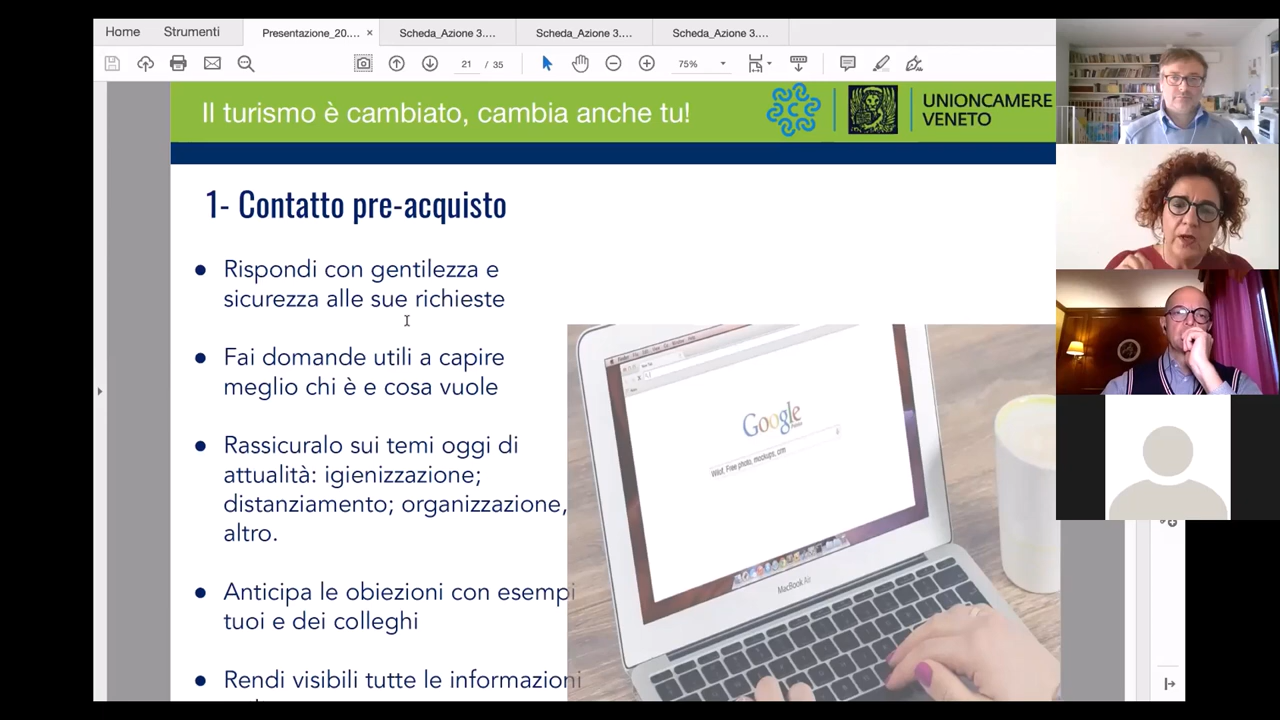 Home Strumenti Presentazione_20.... × Scheda_Azione 3.... Scheda_Azione 3.... Scheda_Azione 3....
21 / 35 75%
Il turismo è cambiato, cambia anche tu!
UNIONCAMERE
VENETO
1- Contatto pre-acquisto
● Rispondi con gentilezza e
sicurezza alle sue richieste
● Fai domande utili a capire
meglio chi è e cosa vuole
● Rassicuralo sui temi oggi di
attualità: igienizzazione;
distanziamento; organizzazione,
altro.
● Anticipa le obiezioni con esempi
tuoi e dei colleghi
● Rendi visibili tutte le informazioni
Google
MacBook Air